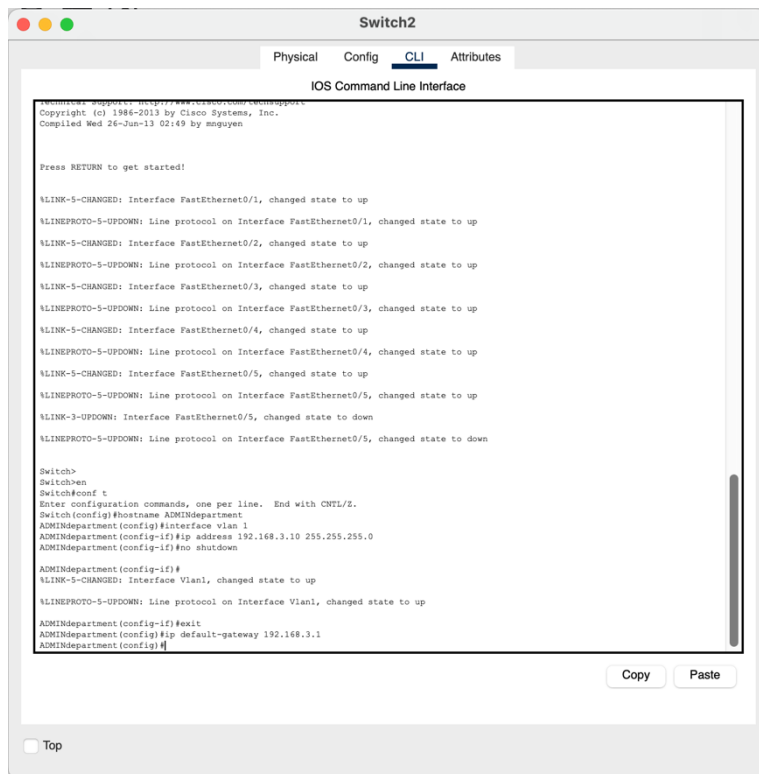 Switch2
Physical Config CLI Attributes
IOS Command Line Interface
Technical Support: http://www.cisco.com/techsupport
Copyright (c) 1986-2013 by Cisco Systems, Inc.
Compiled Wed 26-Jun-13 02:49 by mnguyen
Press RETURN to get started!
%LINK-5-CHANGED: Interface FastEthernet0/1, changed state to up
%LINEPROTO-5-UPDOWN: Line protocol on Interface FastEthernet0/1, changed state to up
%LINK-5-CHANGED: Interface FastEthernet0/2, changed state to up
%LINEPROTO-5-UPDOWN: Line protocol on Interface FastEthernet0/2, changed state to up
%LINK-5-CHANGED: Interface FastEthernet0/3, changed state to up
%LINEPROTO-5-UPDOWN: Line protocol on Interface FastEthernet0/3, changed state to up
%LINK-5-CHANGED: Interface FastEthernet0/4, changed state to up
%LINEPROTO-5-UPDOWN: Line protocol on Interface FastEthernet0/4, changed state to up
%LINK-5-CHANGED: Interface FastEthernet0/5, changed state to up
%LINEPROTO-5-UPDOWN: Line protocol on Interface FastEthernet0/5, changed state to up
%LINK-3-UPDOWN: Interface FastEthernet0/5, changed state to down
%LINEPROTO-5-UPDOWN: Line protocol on Interface FastEthernet0/5, changed state to down
Switch>
Switch>en
Switch#conf t
Enter configuration commands, one per line. End with CNTL/Z.
Switch(config)#hostname ADMINdepartment
ADMINdepartment(config)#interface vlan 1
ADMINdepartment(config-if)#ip address 192.168.3.10 255.255.255.0
ADMINdepartment(config-if)#no shutdown
ADMINdepartment(config-if)#
%LINK-5-CHANGED: Interface Vlan1, changed state to up
%LINEPROTO-5-UPDOWN: Line protocol on Interface Vlan1, changed state to up
ADMINdepartment(config-if)#exit
ADMINdepartment(config)#ip default-gateway 192.168.3.1
ADMINdepartment(config)#
Copy Paste
Top